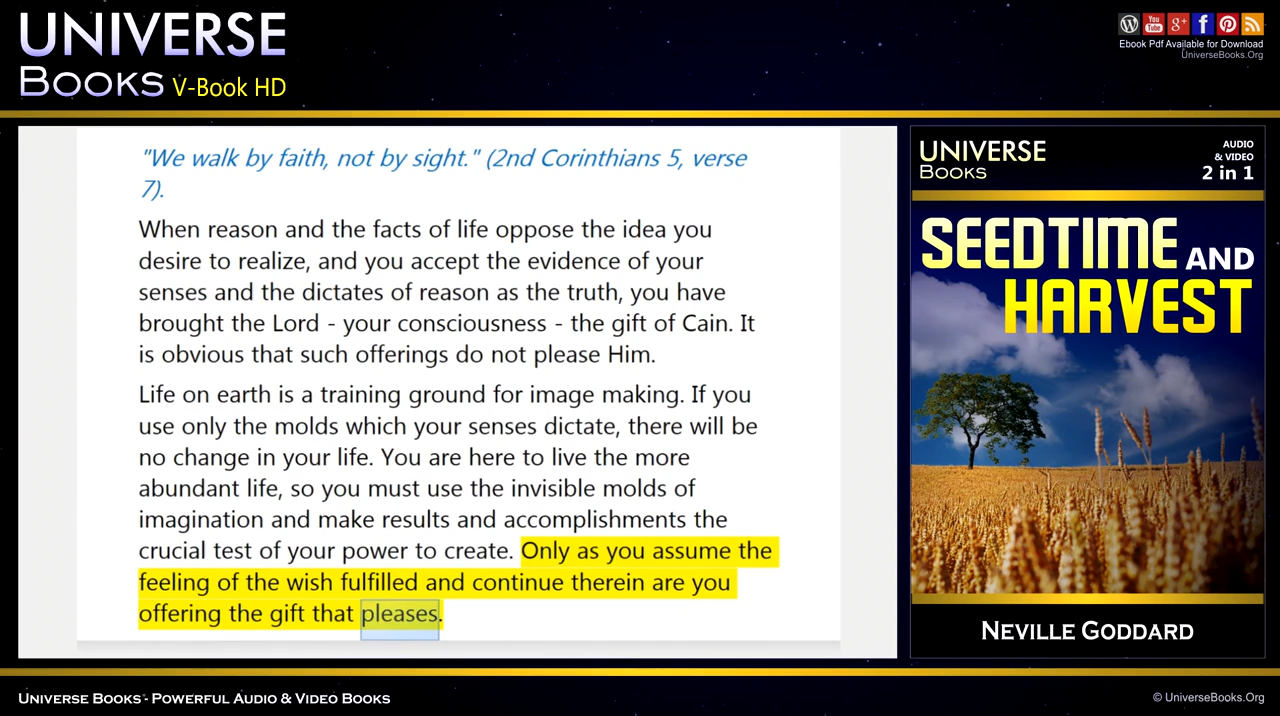 UNIVERSE
BOOKS V-Book HD
Ebook Pdf Available for Download
UniverseBooks.Org
"We walk by faith, not by sight." (2nd Corinthians 5, verse
7).
When reason and the facts of life oppose the idea you
desire to realize, and you accept the evidence of your
senses and the dictates of reason as the truth, you have
brought the Lord - your consciousness - the gift of Cain. It
is obvious that such offerings do not please Him.
Life on earth is a training ground for image making. If you
use only the molds which your senses dictate, there will be
no change in your life. You are here to live the more
abundant life, so you must use the invisible molds of
imagination and make results and accomplishments the
crucial test of your power to create. Only as you assume the
feeling of the wish fulfilled and continue therein are you
offering the gift that pleases.
UNIVERSE
BOOKS
AUDIO
& VIDEO
2 in 1
SEEDTIME AND
HARVEST
NEVILLE GODDARD
UNIVERSE BOOKS - POWERFUL AUDIO & VIDEO BOOKS
© UniverseBooks.Org